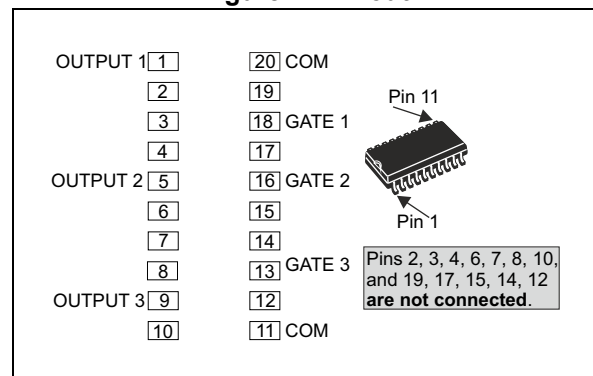 OUTPUT 1 1 20 COM
2 19
3 18 GATE 1
4 17
OUTPUT 2 5 16 GATE 2
6 15
7 14
8 13 GATE 3
OUTPUT 3 9 12
10 11 COM
Pin 11
Pin 1
Pins 2, 3, 4, 6, 7, 8, 10,
and 19, 17, 15, 14, 12
are not connected.